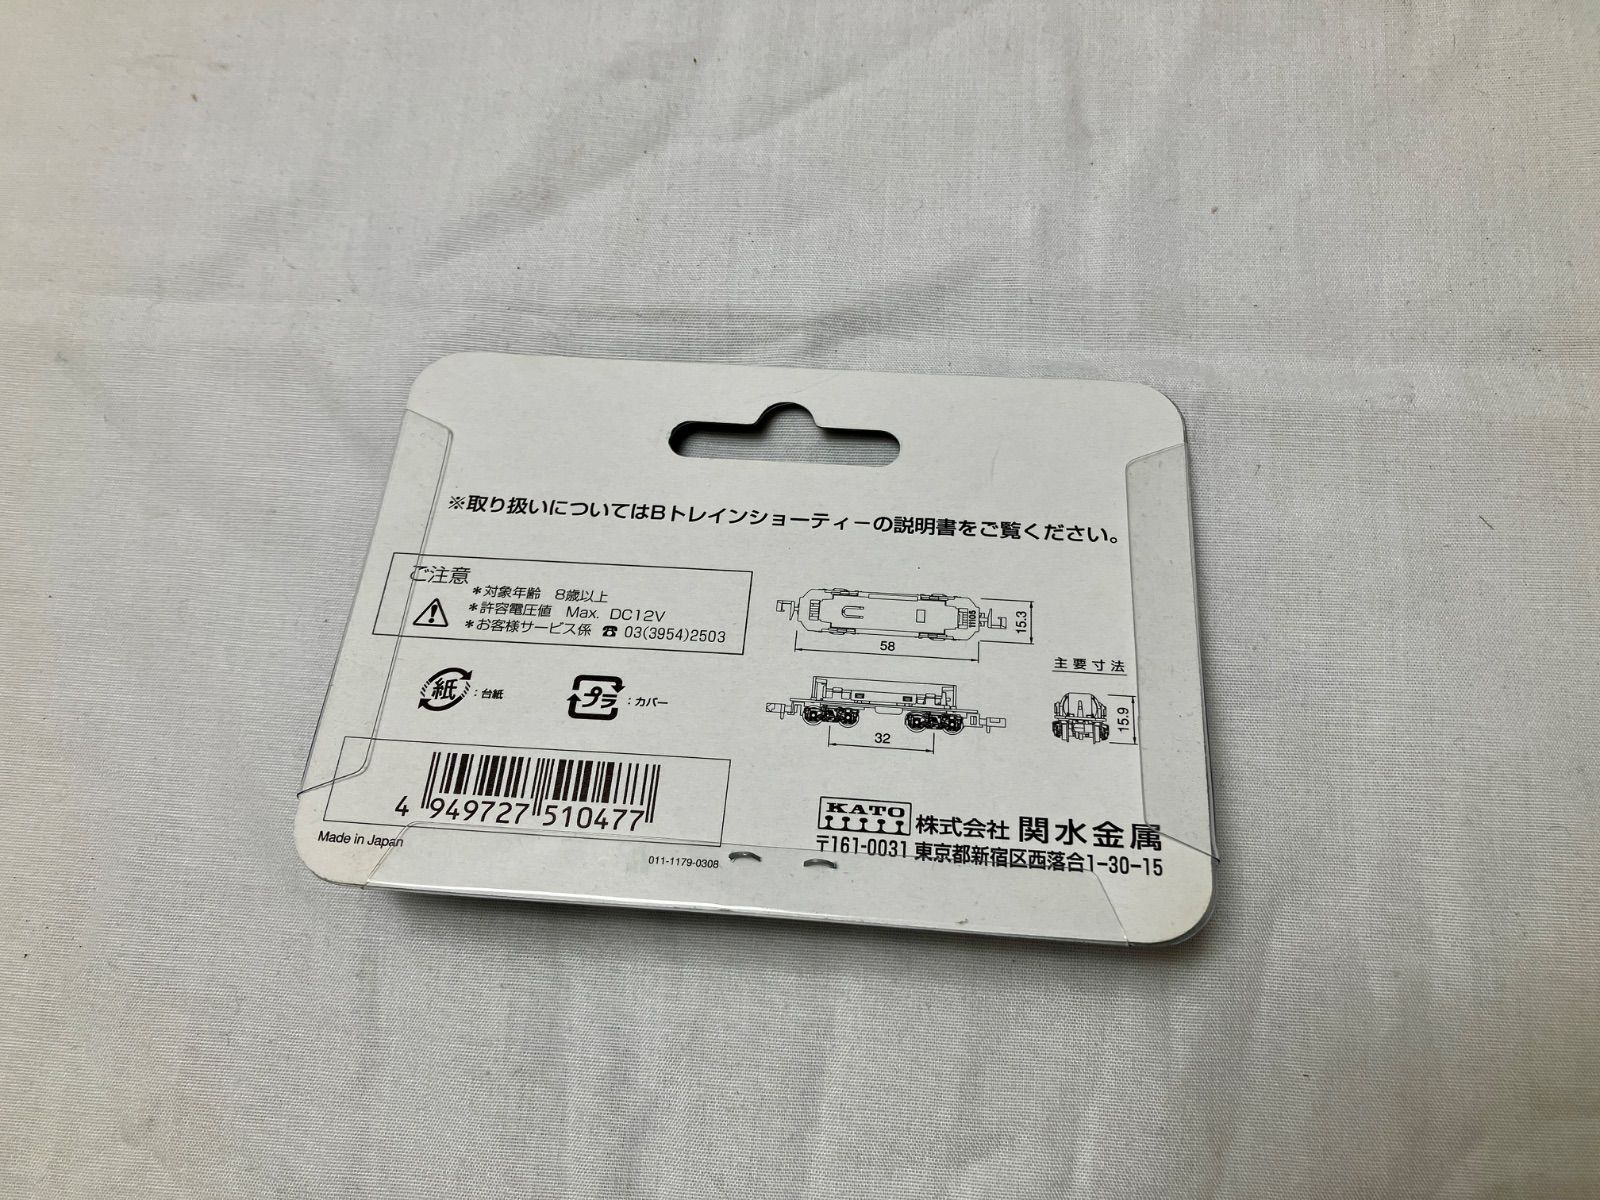 ※取り扱いについてはBトレインショーティーの説明書をご覧ください。
ご注意
*対象年齢 8歳以上
*許容電圧値 Max. DC12V
*お客様サービス係 ☎ 03(3954)2503
紙:台紙
プラ:カバー
15.3
58
主要寸法
32
15.9
4 949727 510477
Made in Japan
011-1179-0308
KATO 株式会社 関水金属
〒161-0031 東京都新宿区西落合1-30-15